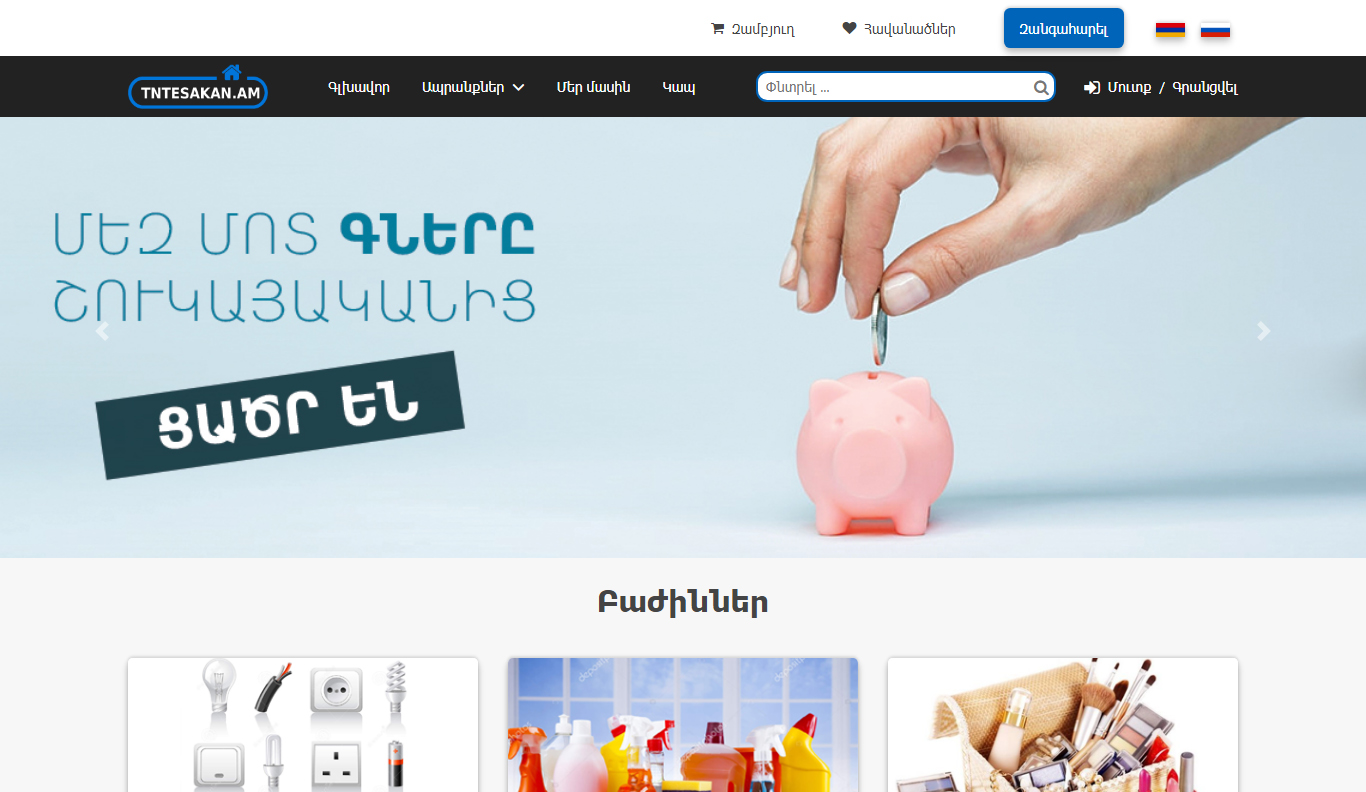 Զամբյուղ
Հավանածներ
Զանգահարել
TNTESAKAN.AM
Գլխավոր
Ապրանքներ
Մեր մասին
Կապ
Փնտրել ...
Մուտք / Գրանցվել
ՄԵԶ ՄՈՏ ԳՆԵՐԸ
ՇՈՒԿԱՅԱԿԱՆԻՑ
ՑԱԾՐ ԵՆ
Բաժիններ